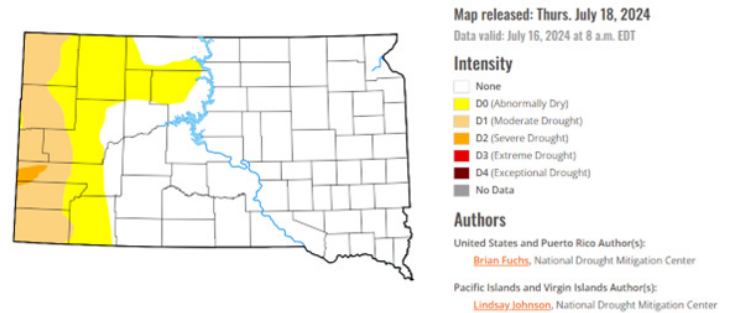 Map released: Thurs. July 18, 2024
Data valid: July 16, 2024 at 8 a.m. EDT
Intensity
None
D0 (Abnormally Dry)
D1 (Moderate Drought)
D2 (Severe Drought)
D3 (Extreme Drought)
D4 (Exceptional Drought)
No Data
Authors
United States and Puerto Rico Author(s):
Brian Fuchs, National Drought Mitigation Center
Pacific Islands and Virgin Islands Author(s):
Lindsay Johnson, National Drought Mitigation Center